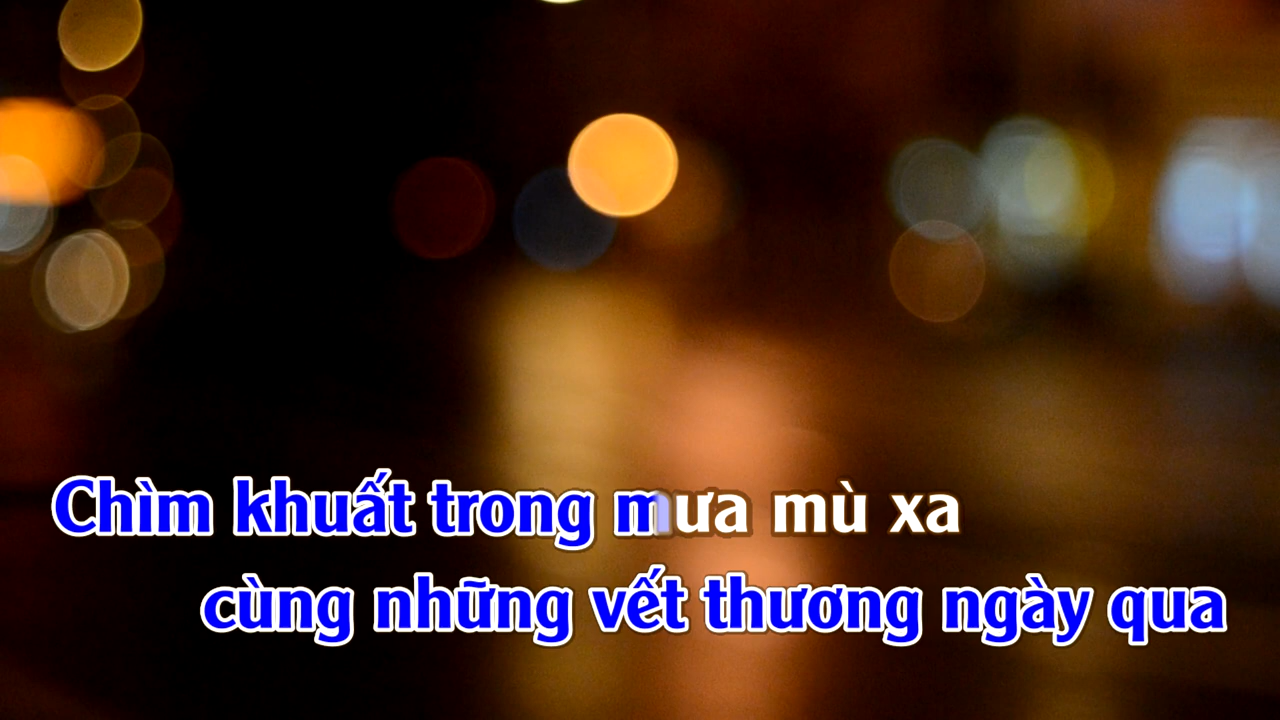 Chìm khuất trong mưa mù xa
cùng những vết thương ngày qua